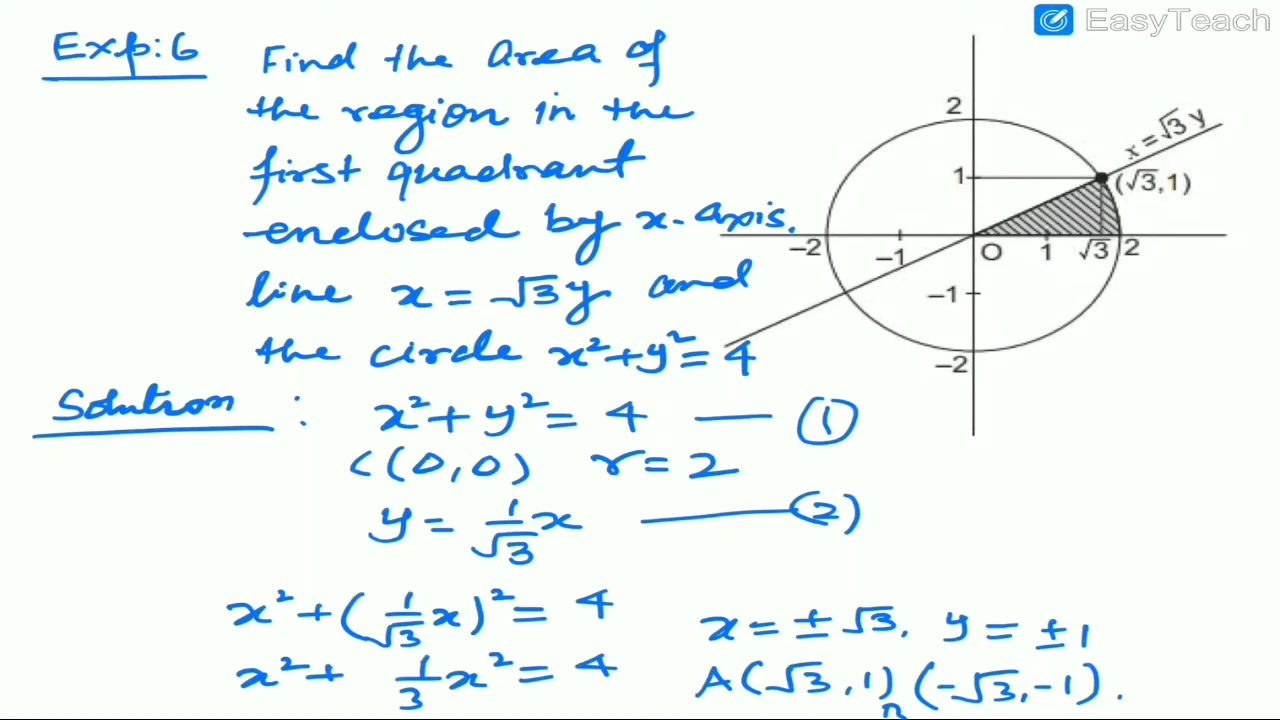 EasyTeach
Exp:6 Find the area of
the region in the
first quadrant
enclosed by x-axis.
line x = √3y and
the circle x² + y² = 4
2
1
x = √3 y
(√3, 1)
–2 –1 O 1 √3 2
–1
–2
Solution : x² + y² = 4 — (1)
C(0,0) r = 2
y = 1/√3 x — (2)
x² + (1/√3 x)² = 4
x² + 1/3 x² = 4
x = ± √3, y = ±1
A(√3, 1) (-√3, -1).